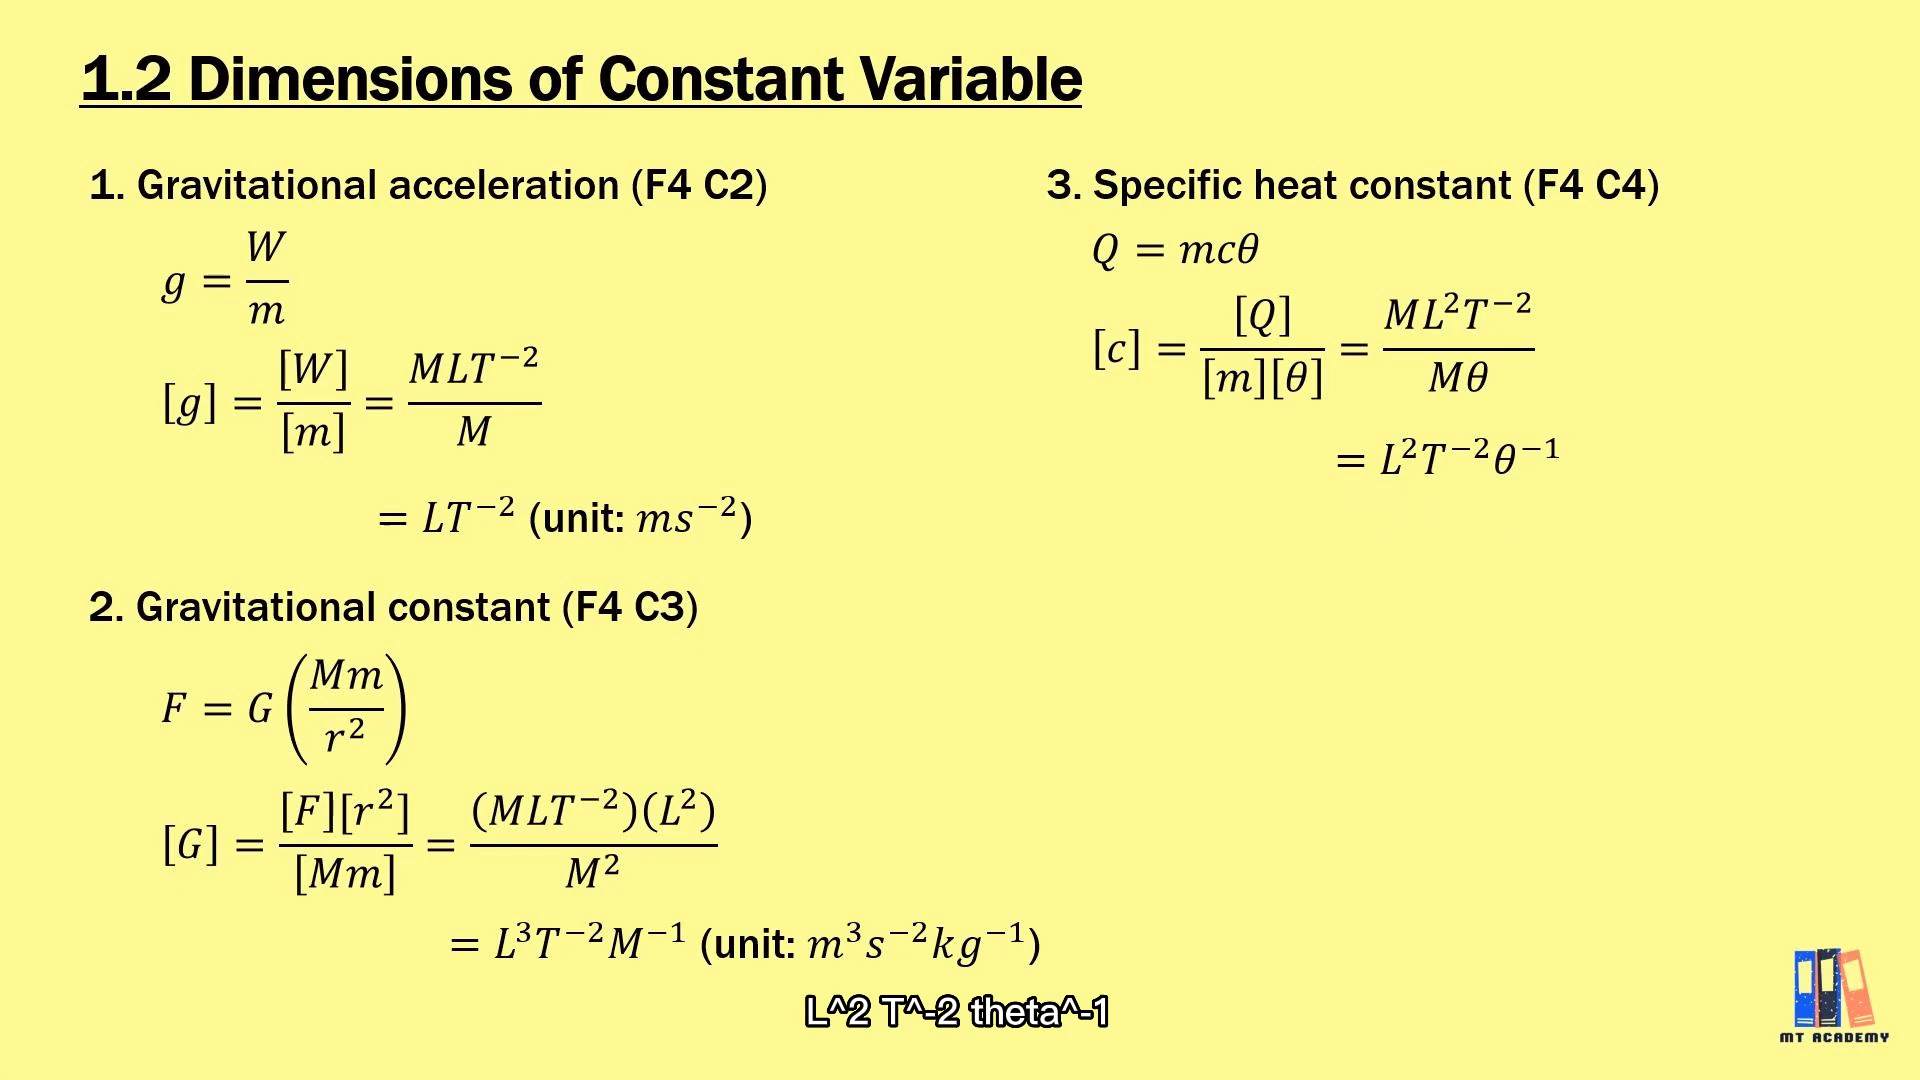 1.2 Dimensions of Constant Variable
1. Gravitational acceleration (F4 C2)
g = W/m
[g] = [W]/[m] = MLT⁻²/M
= LT⁻² (unit: ms⁻²)
2. Gravitational constant (F4 C3)
F = G(Mm/r²)
[G] = [F][r²]/[Mm] = (MLT⁻²)(L²)/M²
= L³T⁻²M⁻¹ (unit: m³s⁻²kg⁻¹)
3. Specific heat constant (F4 C4)
Q = mcθ
[c] = [Q]/[m][θ] = ML²T⁻²/Mθ
= L²T⁻²θ⁻¹
L^2 T^-2 theta^-1
MT ACADEMY